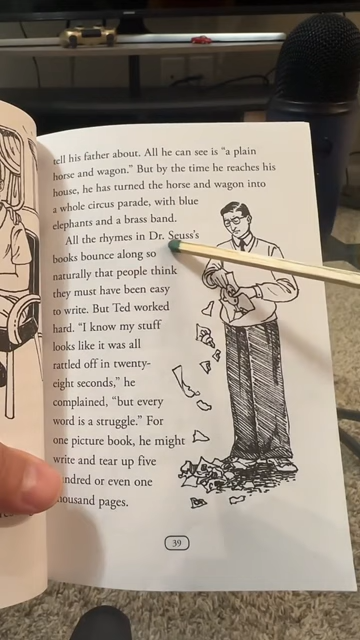 tell his father about. All he can see is “a plain
horse and wagon.” But by the time he reaches his
house, he has turned the horse and wagon into
a whole circus parade, with blue
elephants and a brass band.
All the rhymes in Dr. Seuss’s
books bounce along so
naturally that people think
they must have been easy
to write. But Ted worked
hard. “I know my stuff
looks like it was all
rattled off in twenty-
eight seconds,” he
complained, “but every
word is a struggle.” For
one picture book, he might
write and tear up five
hundred or even one
thousand pages.
39